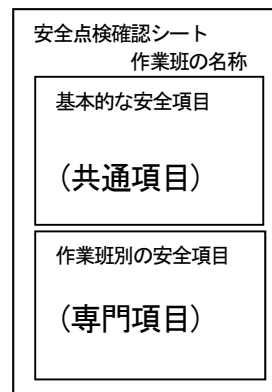 安全点検確認シート
作業班の名称
基本的な安全項目
(共通項目)
作業班別の安全項目
(専門項目)